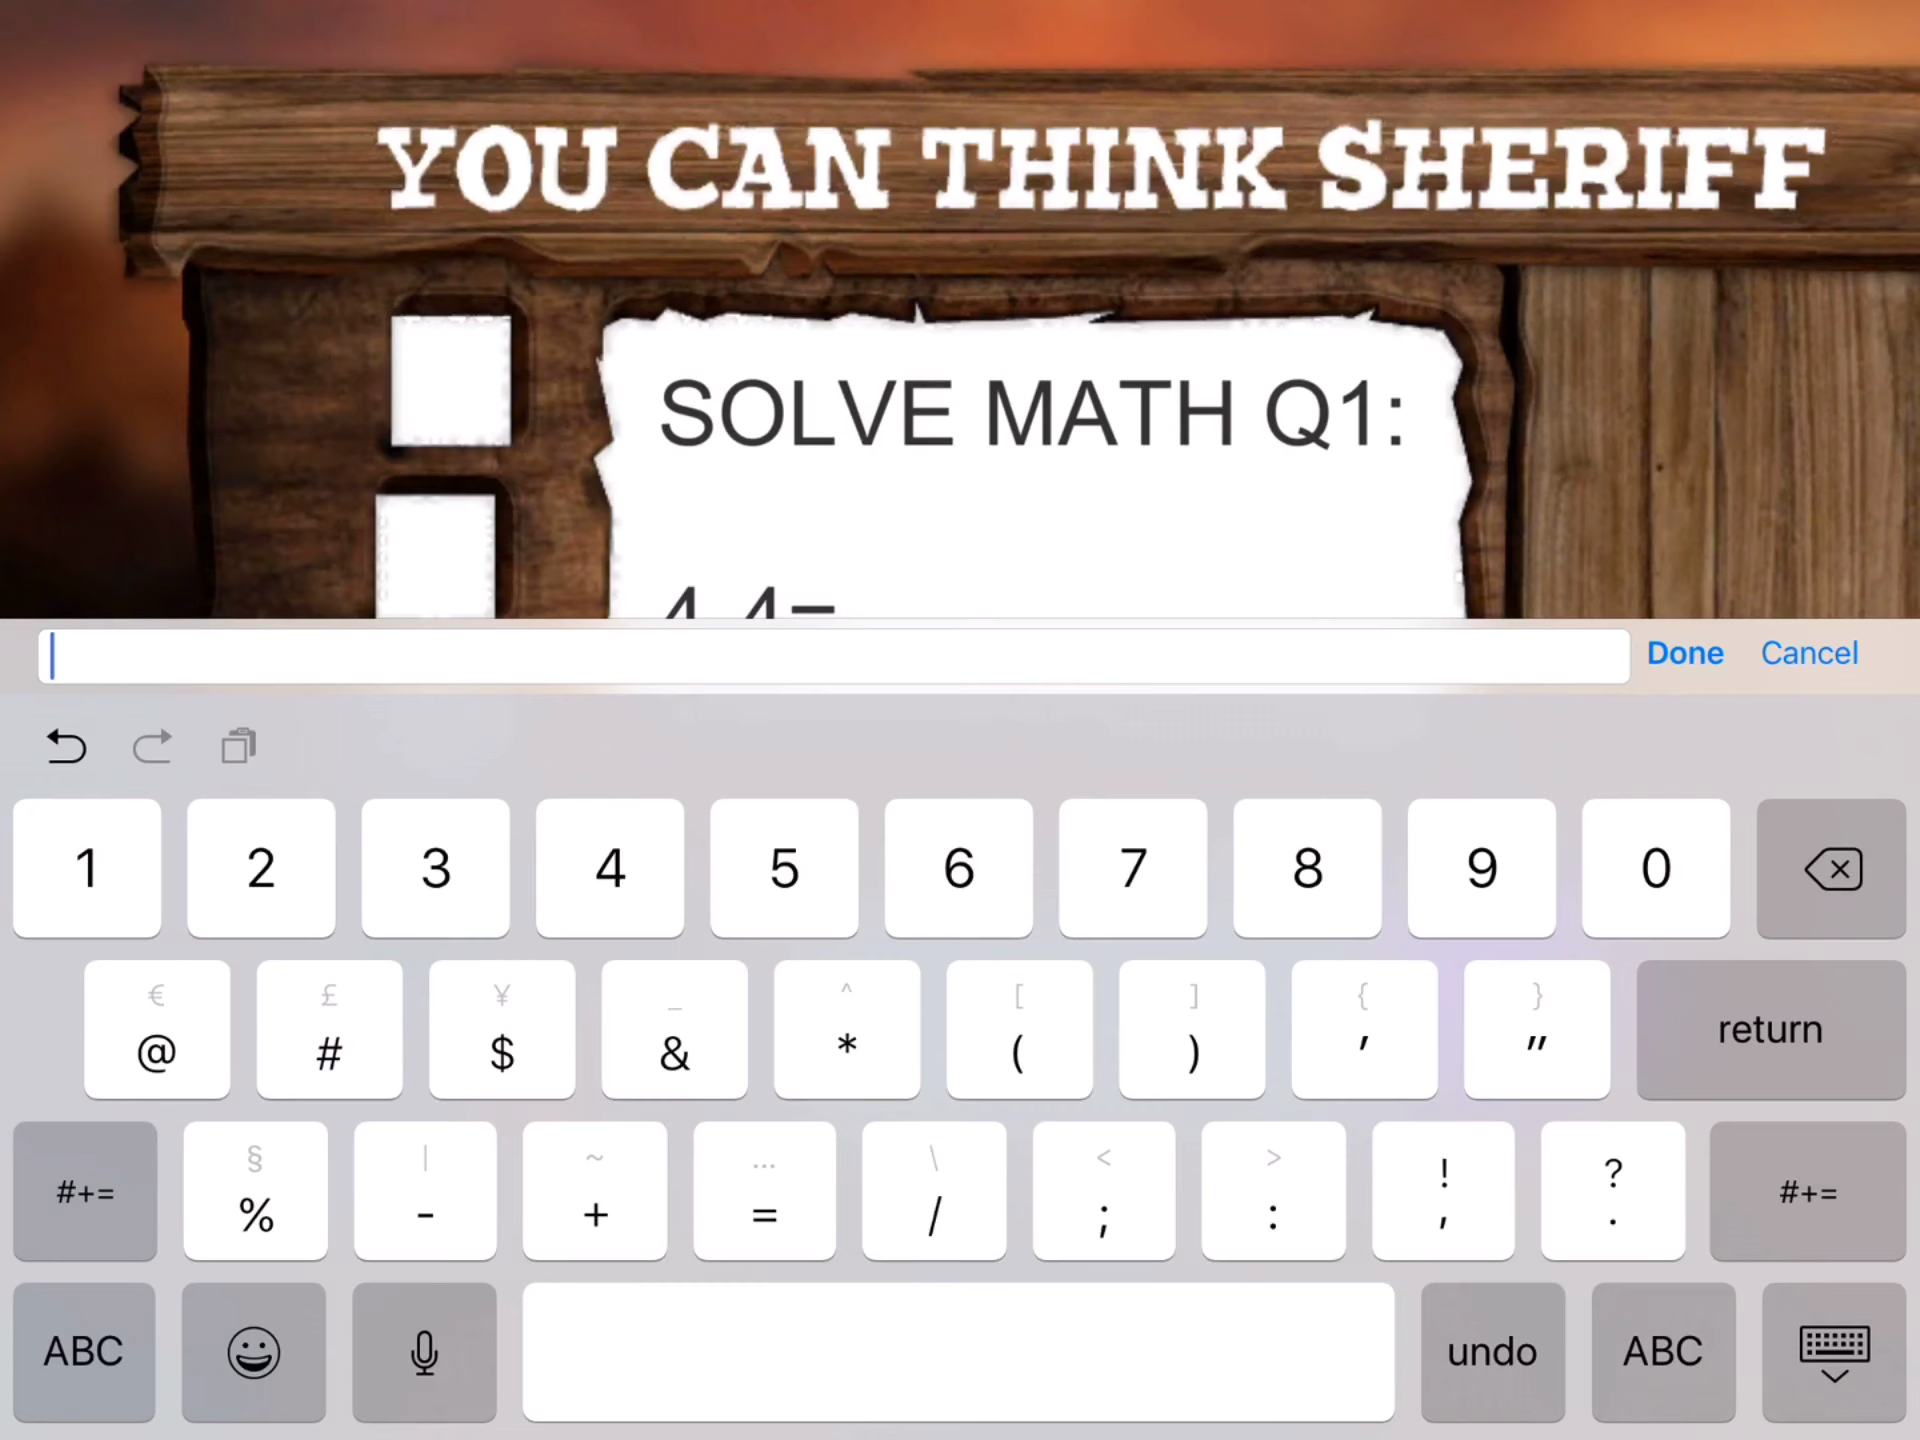 YOU CAN THINK SHERIFF
SOLVE MATH Q1:
Done Cancel
1 2 3 4 5 6 7 8 9 0
€ £ ¥ _ ^ [ ] { }
@ # $ & * ( ) ' " return
§ | ~ … \ < > ! ?
#+= % - + = / ; : , . #+=
ABC undo ABC